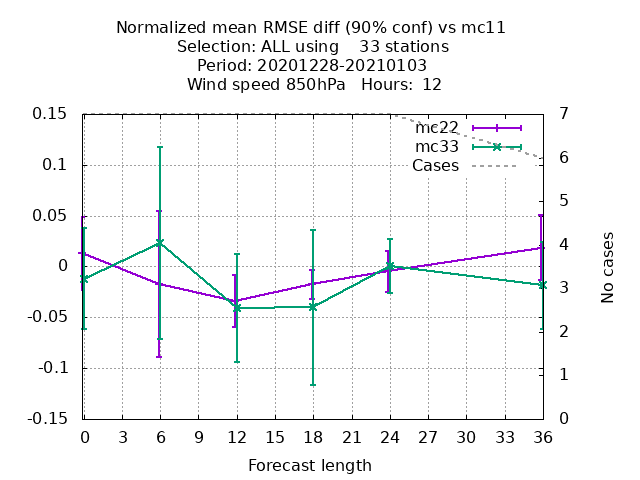 Normalized mean RMSE diff (90% conf) vs mc11
Selection: ALL using    33 stations
Period: 20201228-20210103
Wind speed 850hPa   Hours:  12
0.15
0.1
0.05
0
-0.05
-0.1
-0.15
7
6
5
4
3
2
1
0
mc22
mc33
Cases
No cases
0 3 6 9 12 15 18 21 24 27 30 33 36
Forecast length